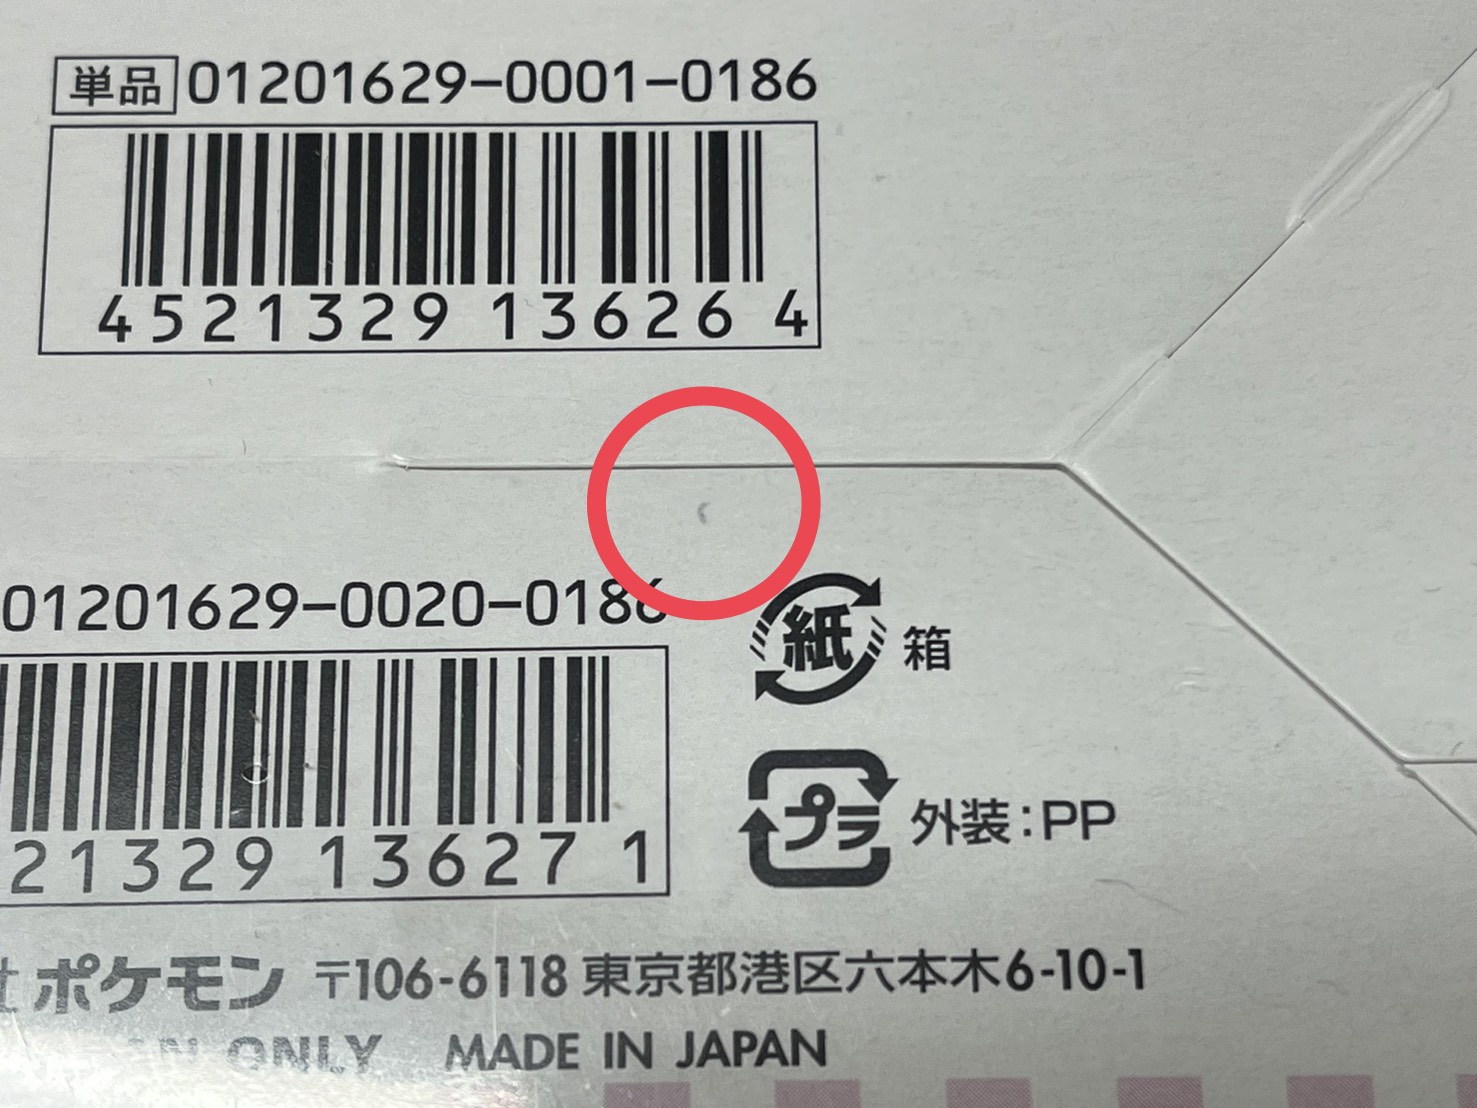 単品 01201629-0001-0186
4521329 13626 4
01201629-0020-0186
21329 13627 1
紙 箱
プラ 外装:PP
ポケモン 〒106-6118 東京都港区六本木6-10-1
ONLY MADE IN JAPAN